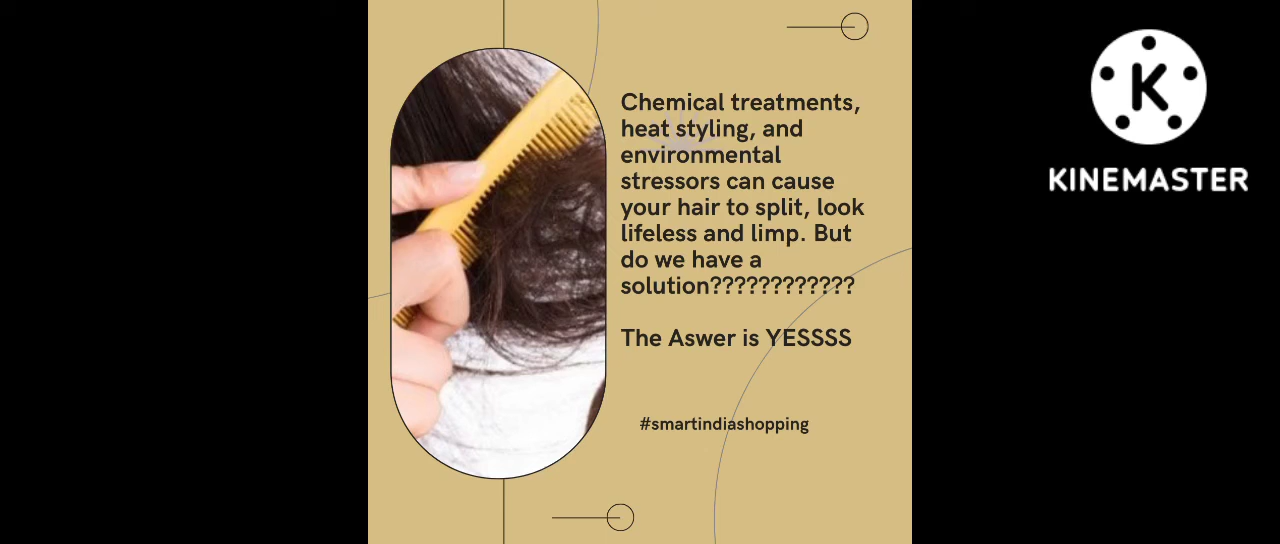 Chemical treatments,
heat styling, and
environmental
stressors can cause
your hair to split, look
lifeless and limp. But
do we have a
solution????????????
The Aswer is YESSSS
#smartindiashopping
K
KINEMASTER